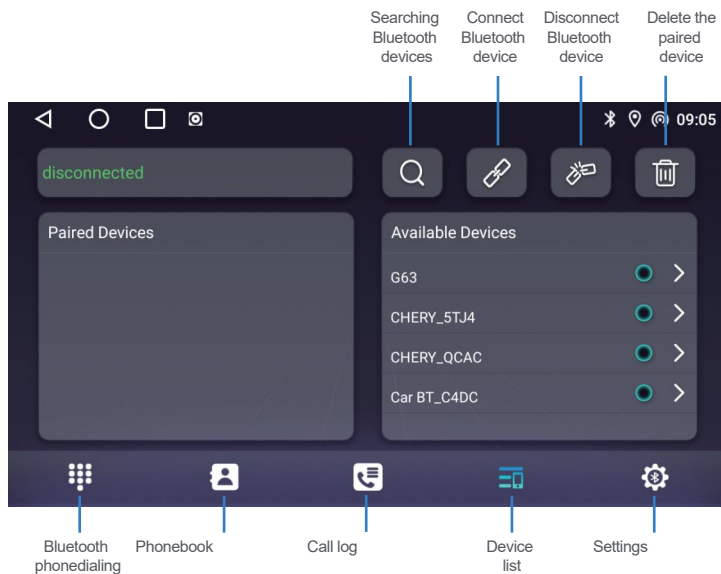 Searching
Bluetooth
devices
Connect
Bluetooth
device
Disconnect
Bluetooth
device
Delete the
paired
device
09:05
disconnected
Paired Devices
Available Devices
G63
CHERY_5TJ4
CHERY_QCAC
Car BT_C4DC
Bluetooth
phonedialing
Phonebook
Call log
Device
list
Settings